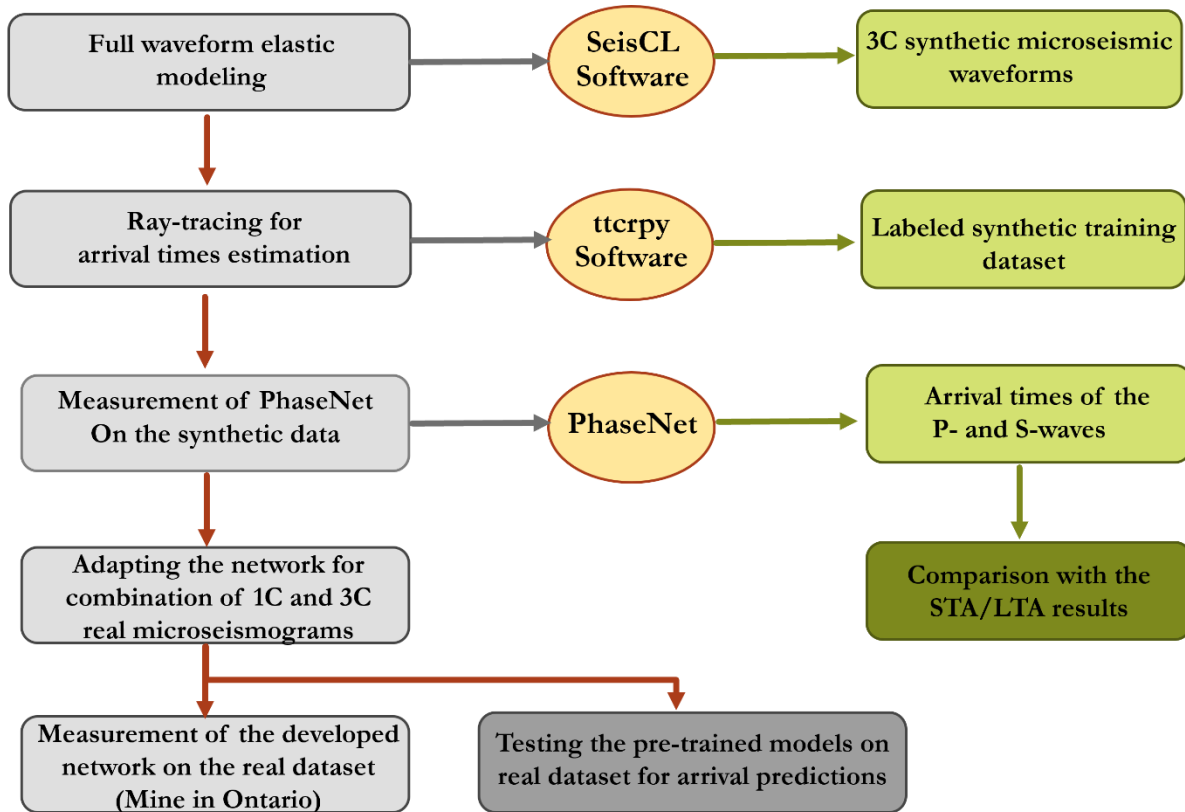 Full waveform elastic
modeling
SeisCL
Software
3C synthetic microseismic
waveforms
Ray-tracing for
arrival times estimation
ttcrpy
Software
Labeled synthetic training
dataset
Measurement of PhaseNet
On the synthetic data
PhaseNet
Arrival times of the
P- and S-waves
Adapting the network for
combination of 1C and 3C
real microseismograms
Comparison with the
STA/LTA results
Measurement of the developed
network on the real dataset
(Mine in Ontario)
Testing the pre-trained models on
real dataset for arrival predictions